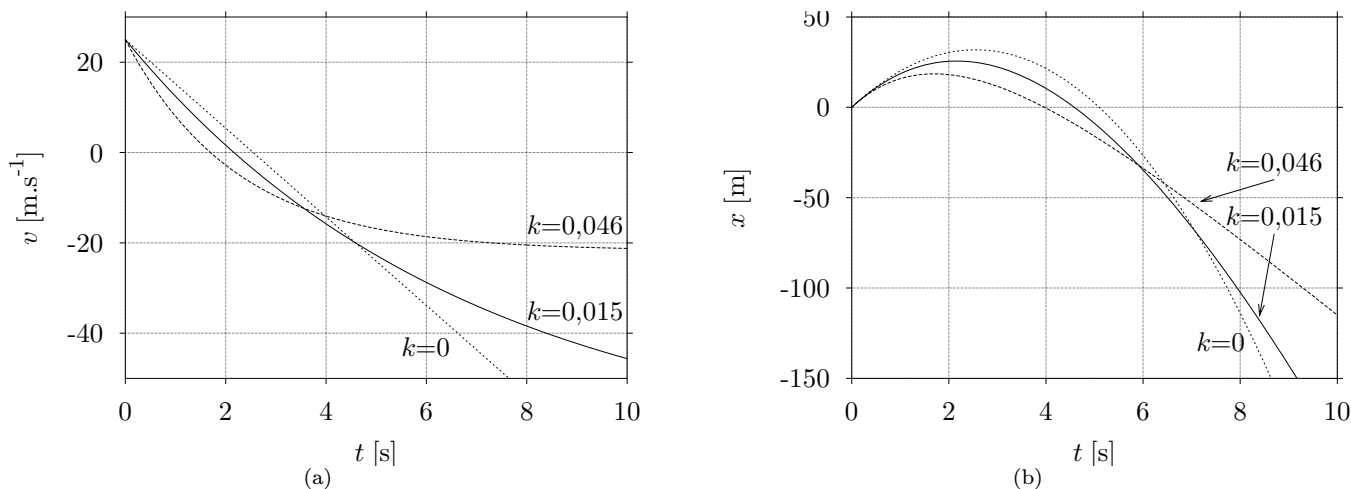 20
0
-20
-40
v [m.s-1]
k=0,046
k=0,015
k=0
0 2 4 6 8 10
t [s]
(a)
50
0
-50
-100
-150
x [m]
k=0,046
k=0,015
k=0
0 2 4 6 8 10
t [s]
(b)